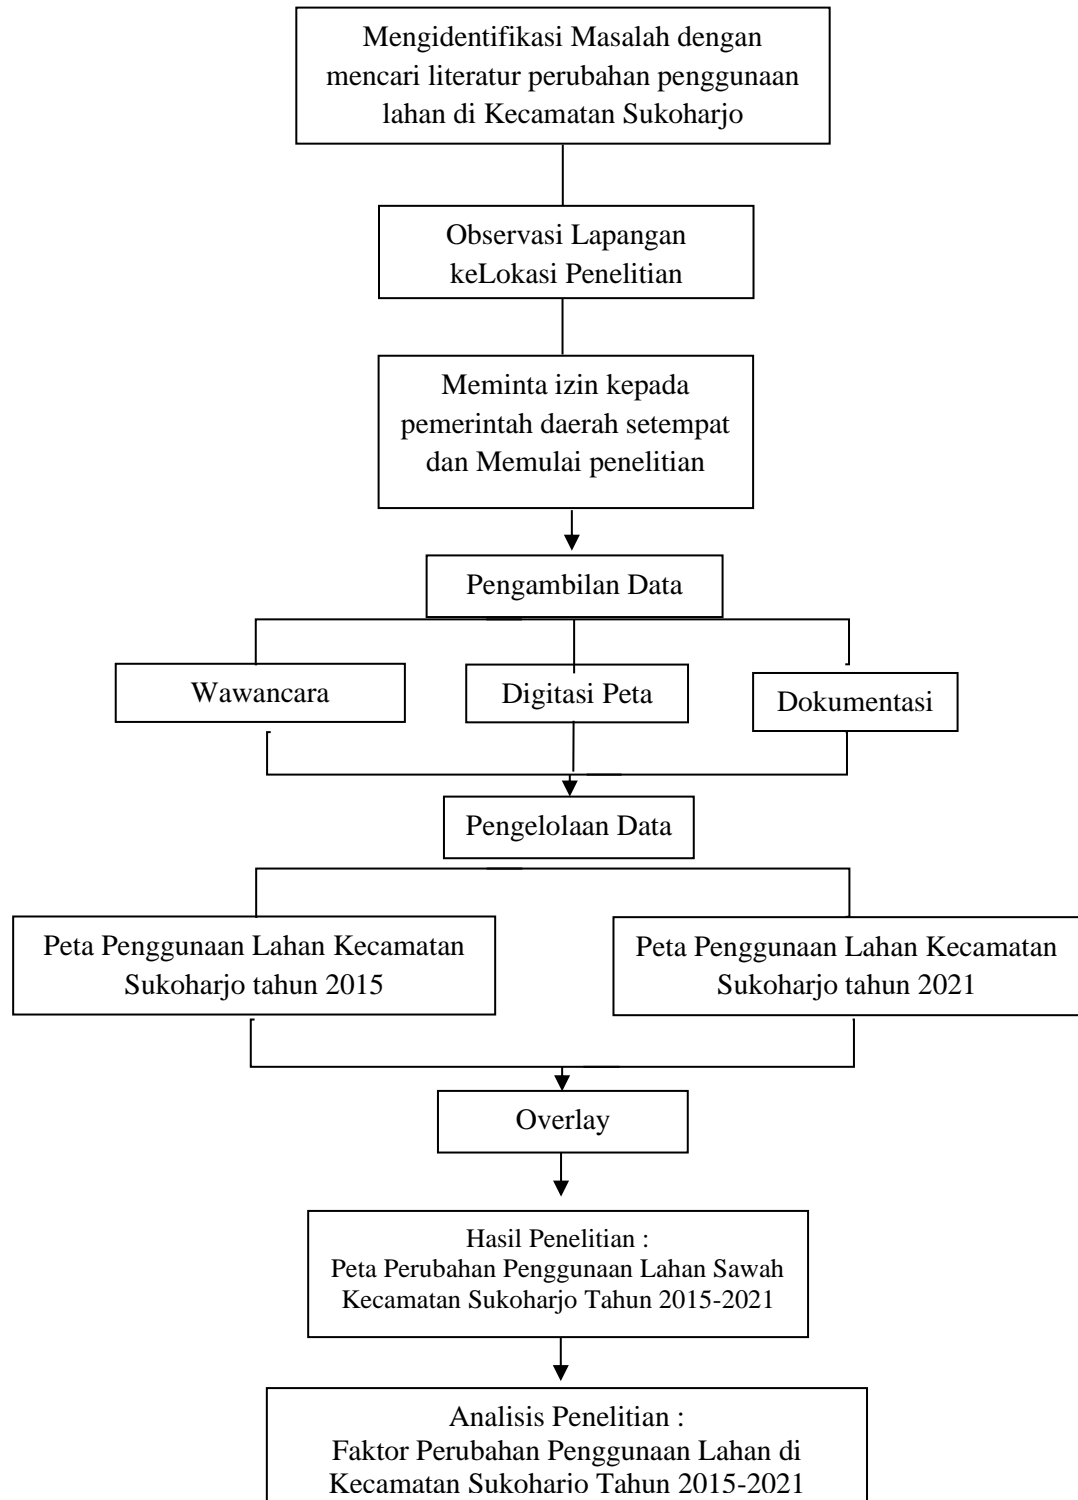 Mengidentifikasi Masalah dengan
mencari literatur perubahan penggunaan
lahan di Kecamatan Sukoharjo
Observasi Lapangan
keLokasi Penelitian
Meminta izin kepada
pemerintah daerah setempat
dan Memulai penelitian
Pengambilan Data
Wawancara
Digitasi Peta
Dokumentasi
Pengelolaan Data
Peta Penggunaan Lahan Kecamatan
Sukoharjo tahun 2015
Peta Penggunaan Lahan Kecamatan
Sukoharjo tahun 2021
Overlay
Hasil Penelitian :
Peta Perubahan Penggunaan Lahan Sawah
Kecamatan Sukoharjo Tahun 2015-2021
Analisis Penelitian :
Faktor Perubahan Penggunaan Lahan di
Kecamatan Sukoharjo Tahun 2015-2021